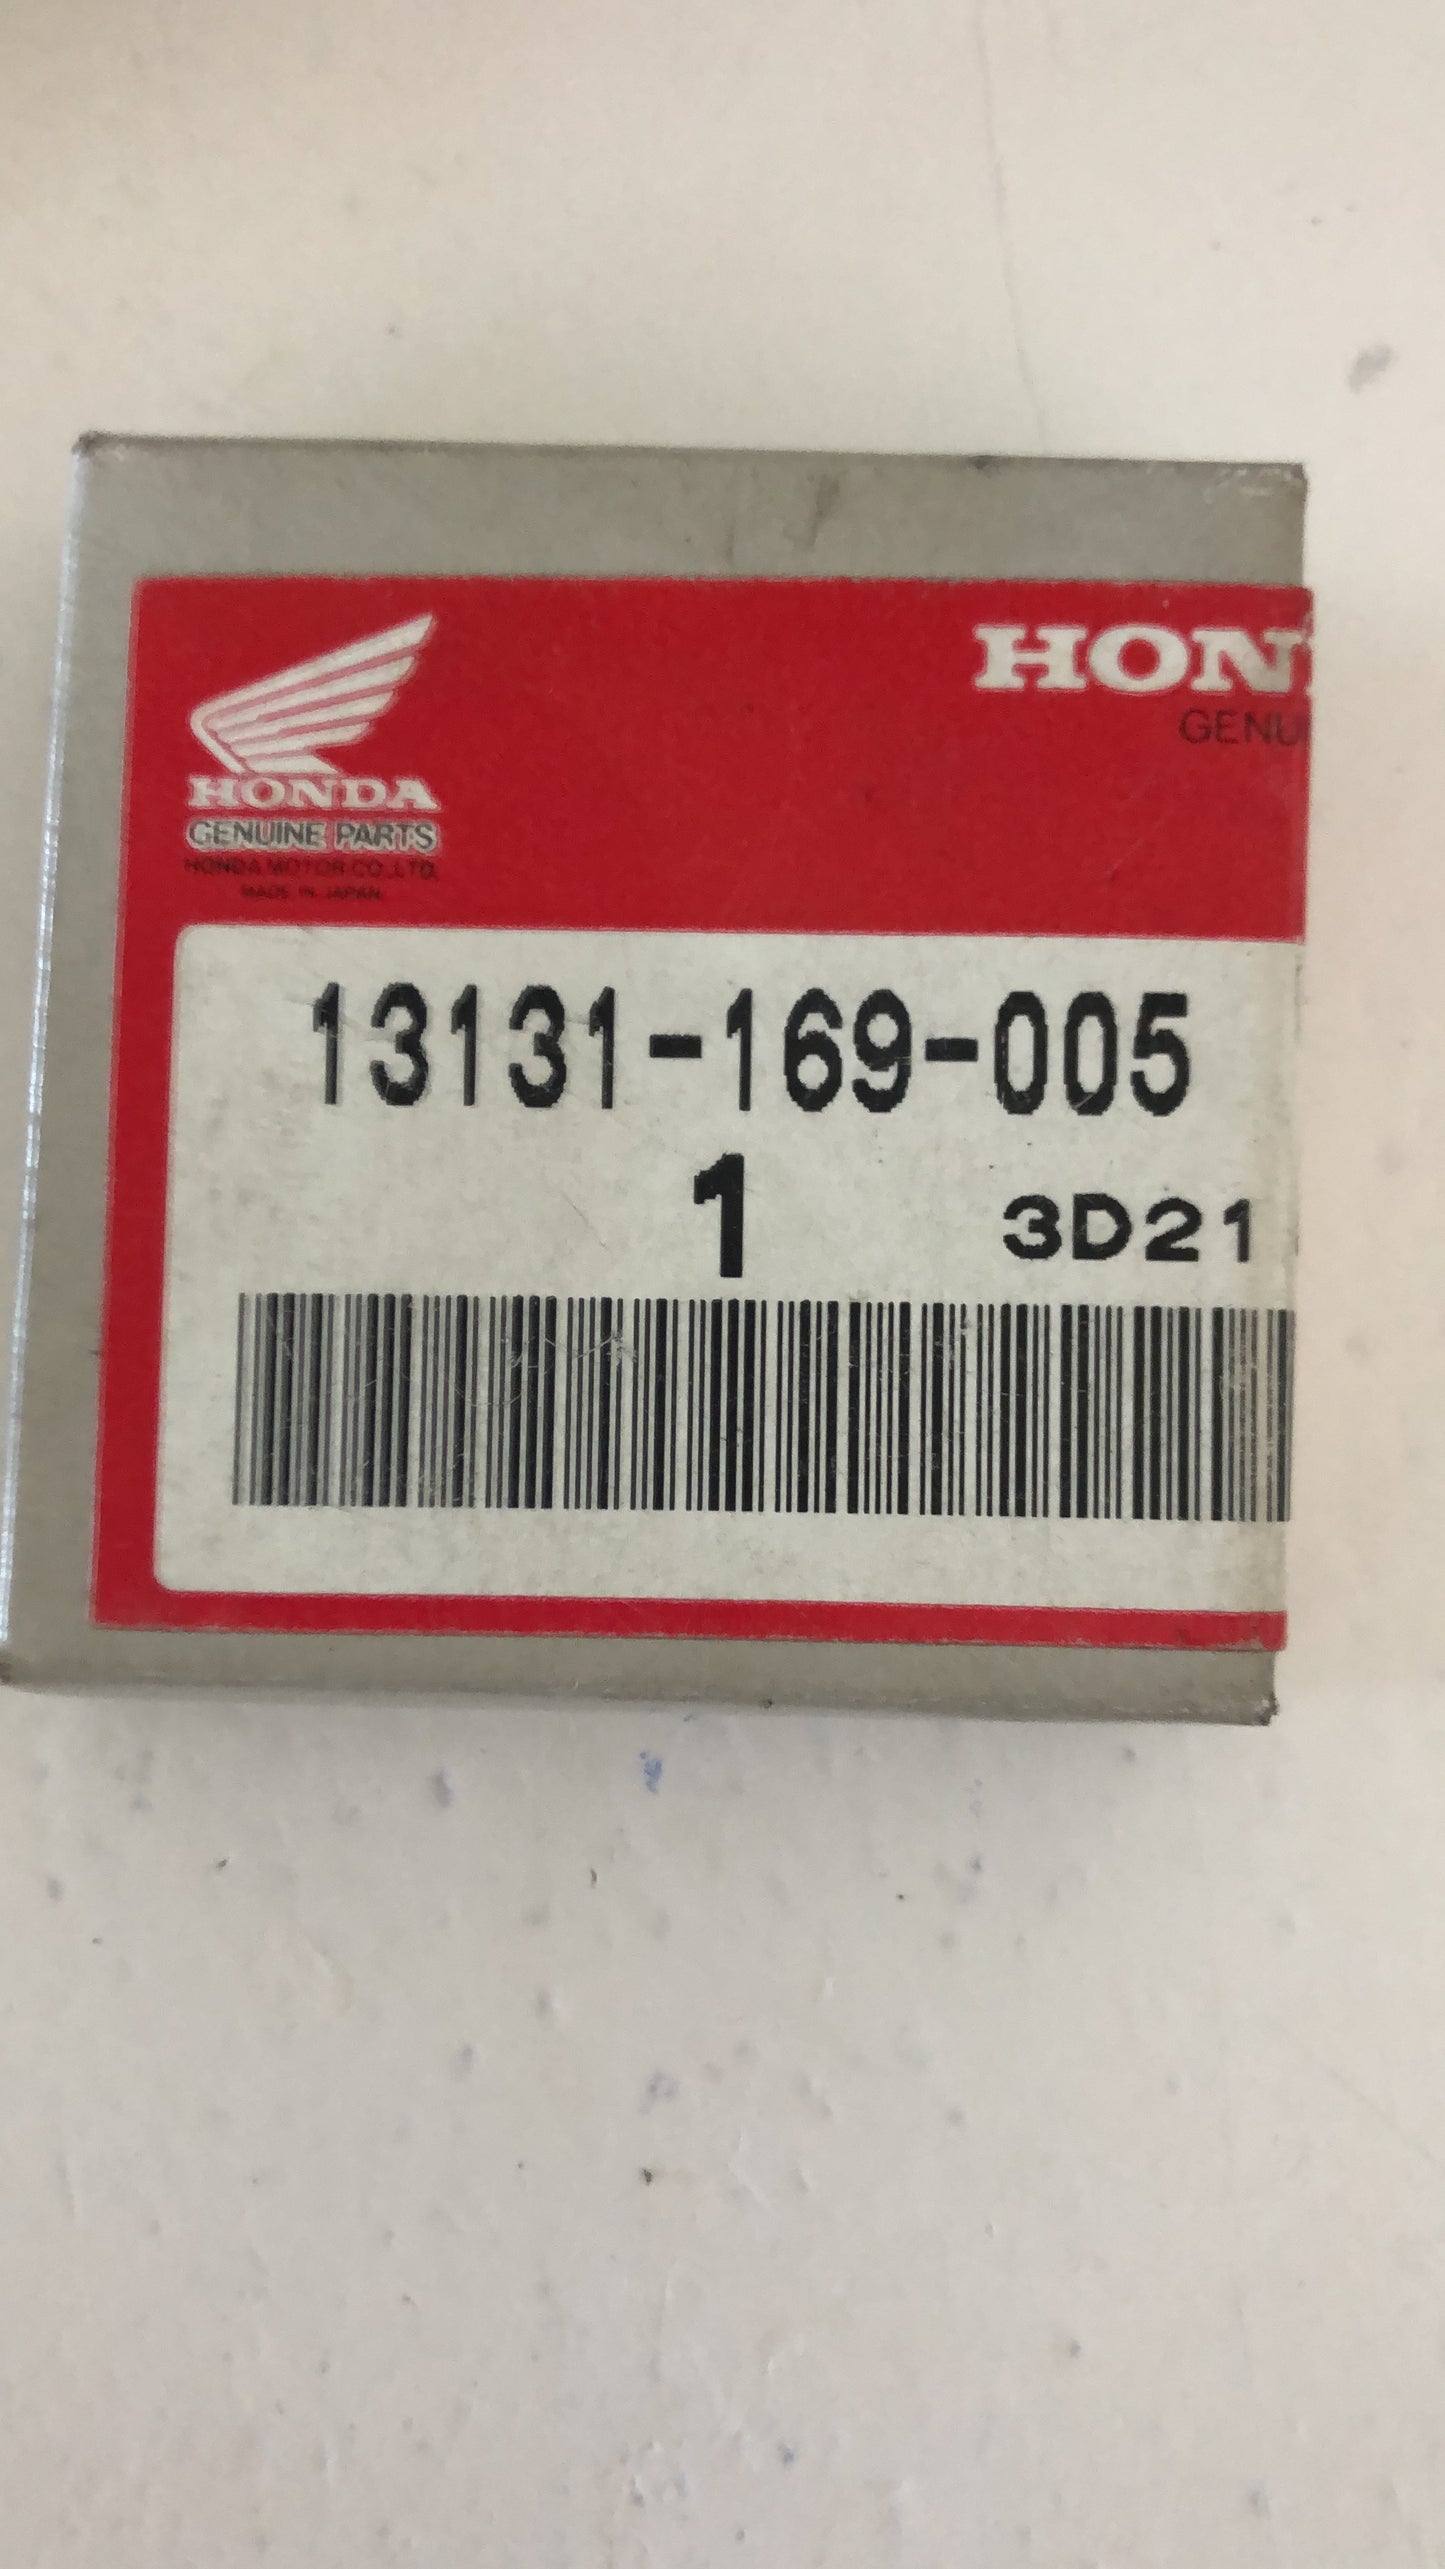 HON
GENU
HONDA
GENUINE PARTS
HONDA MOTOR CO.,LTD.
MADE IN JAPAN
13131-169-005
1
3D21